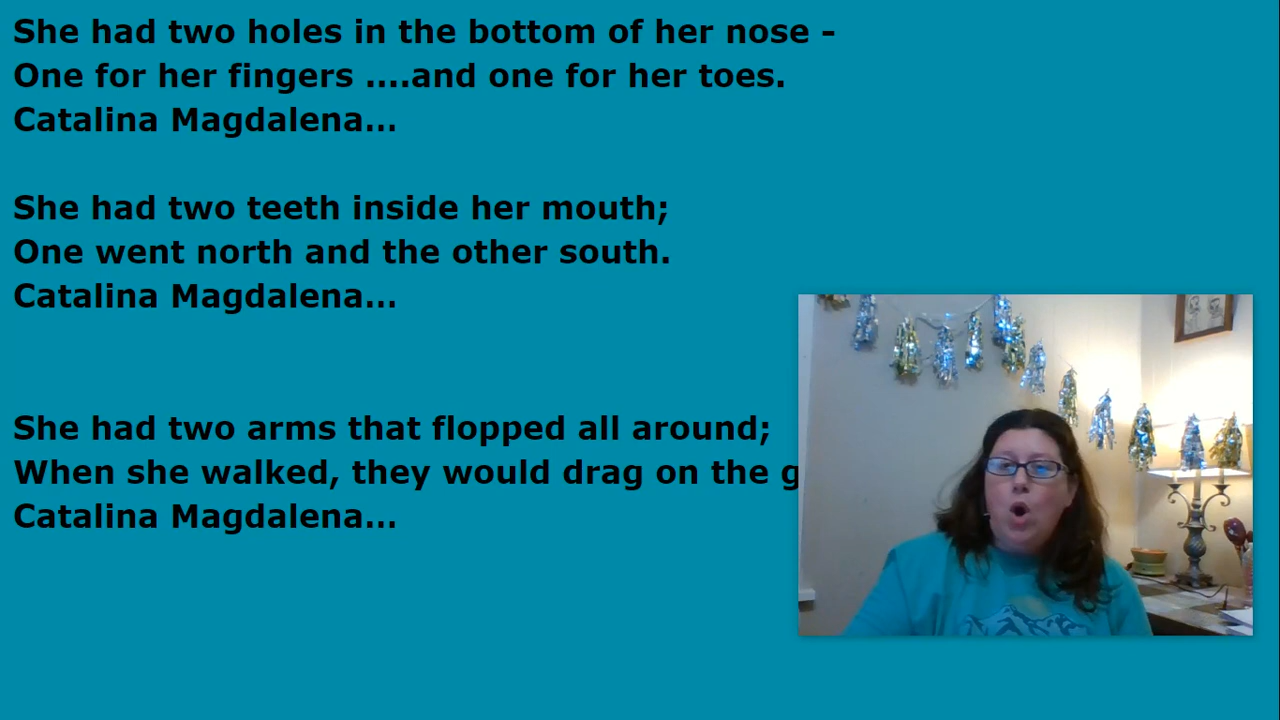 She had two holes in the bottom of her nose -
One for her fingers ....and one for her toes.
Catalina Magdalena...
She had two teeth inside her mouth;
One went north and the other south.
Catalina Magdalena...
She had two arms that flopped all around;
When she walked, they would drag on the
Catalina Magdalena...